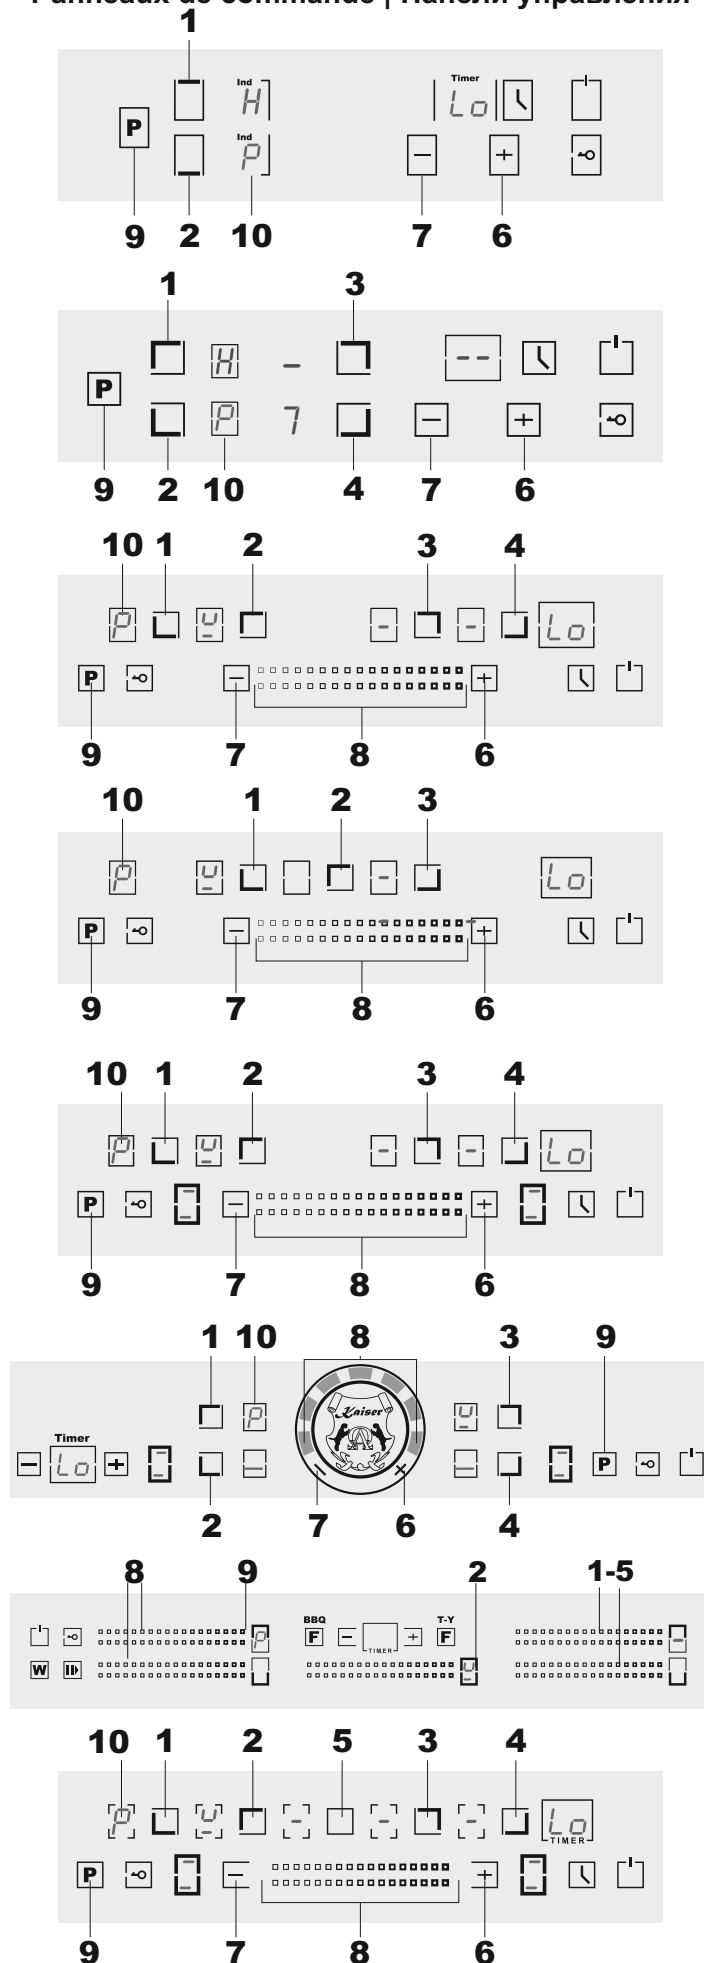 Panneaux de commande | Панели управления
1
Ind
H
Timer
Lo
P
Ind
P
9 2 10 7 6
1 3
H -
--
P
P 7
9 2 10 4 7 6
10 1 2 3 4
P y - - Lo
P
9 7 8 6
10 1 2 3
P y - Lo
P
9 7 8 6
10 1 2 3 4
P y - - Lo
P
9 7 8 6
1 10 8 3 9
P
Kaiser
y
Timer
Lo
P
2 7 6 4
8 9 2 1-5
BBQ T-Y
F TIMER F
P -
W y
10 1 2 5 3 4
P y - - - Lo
TIMER
P
9 7 8 6